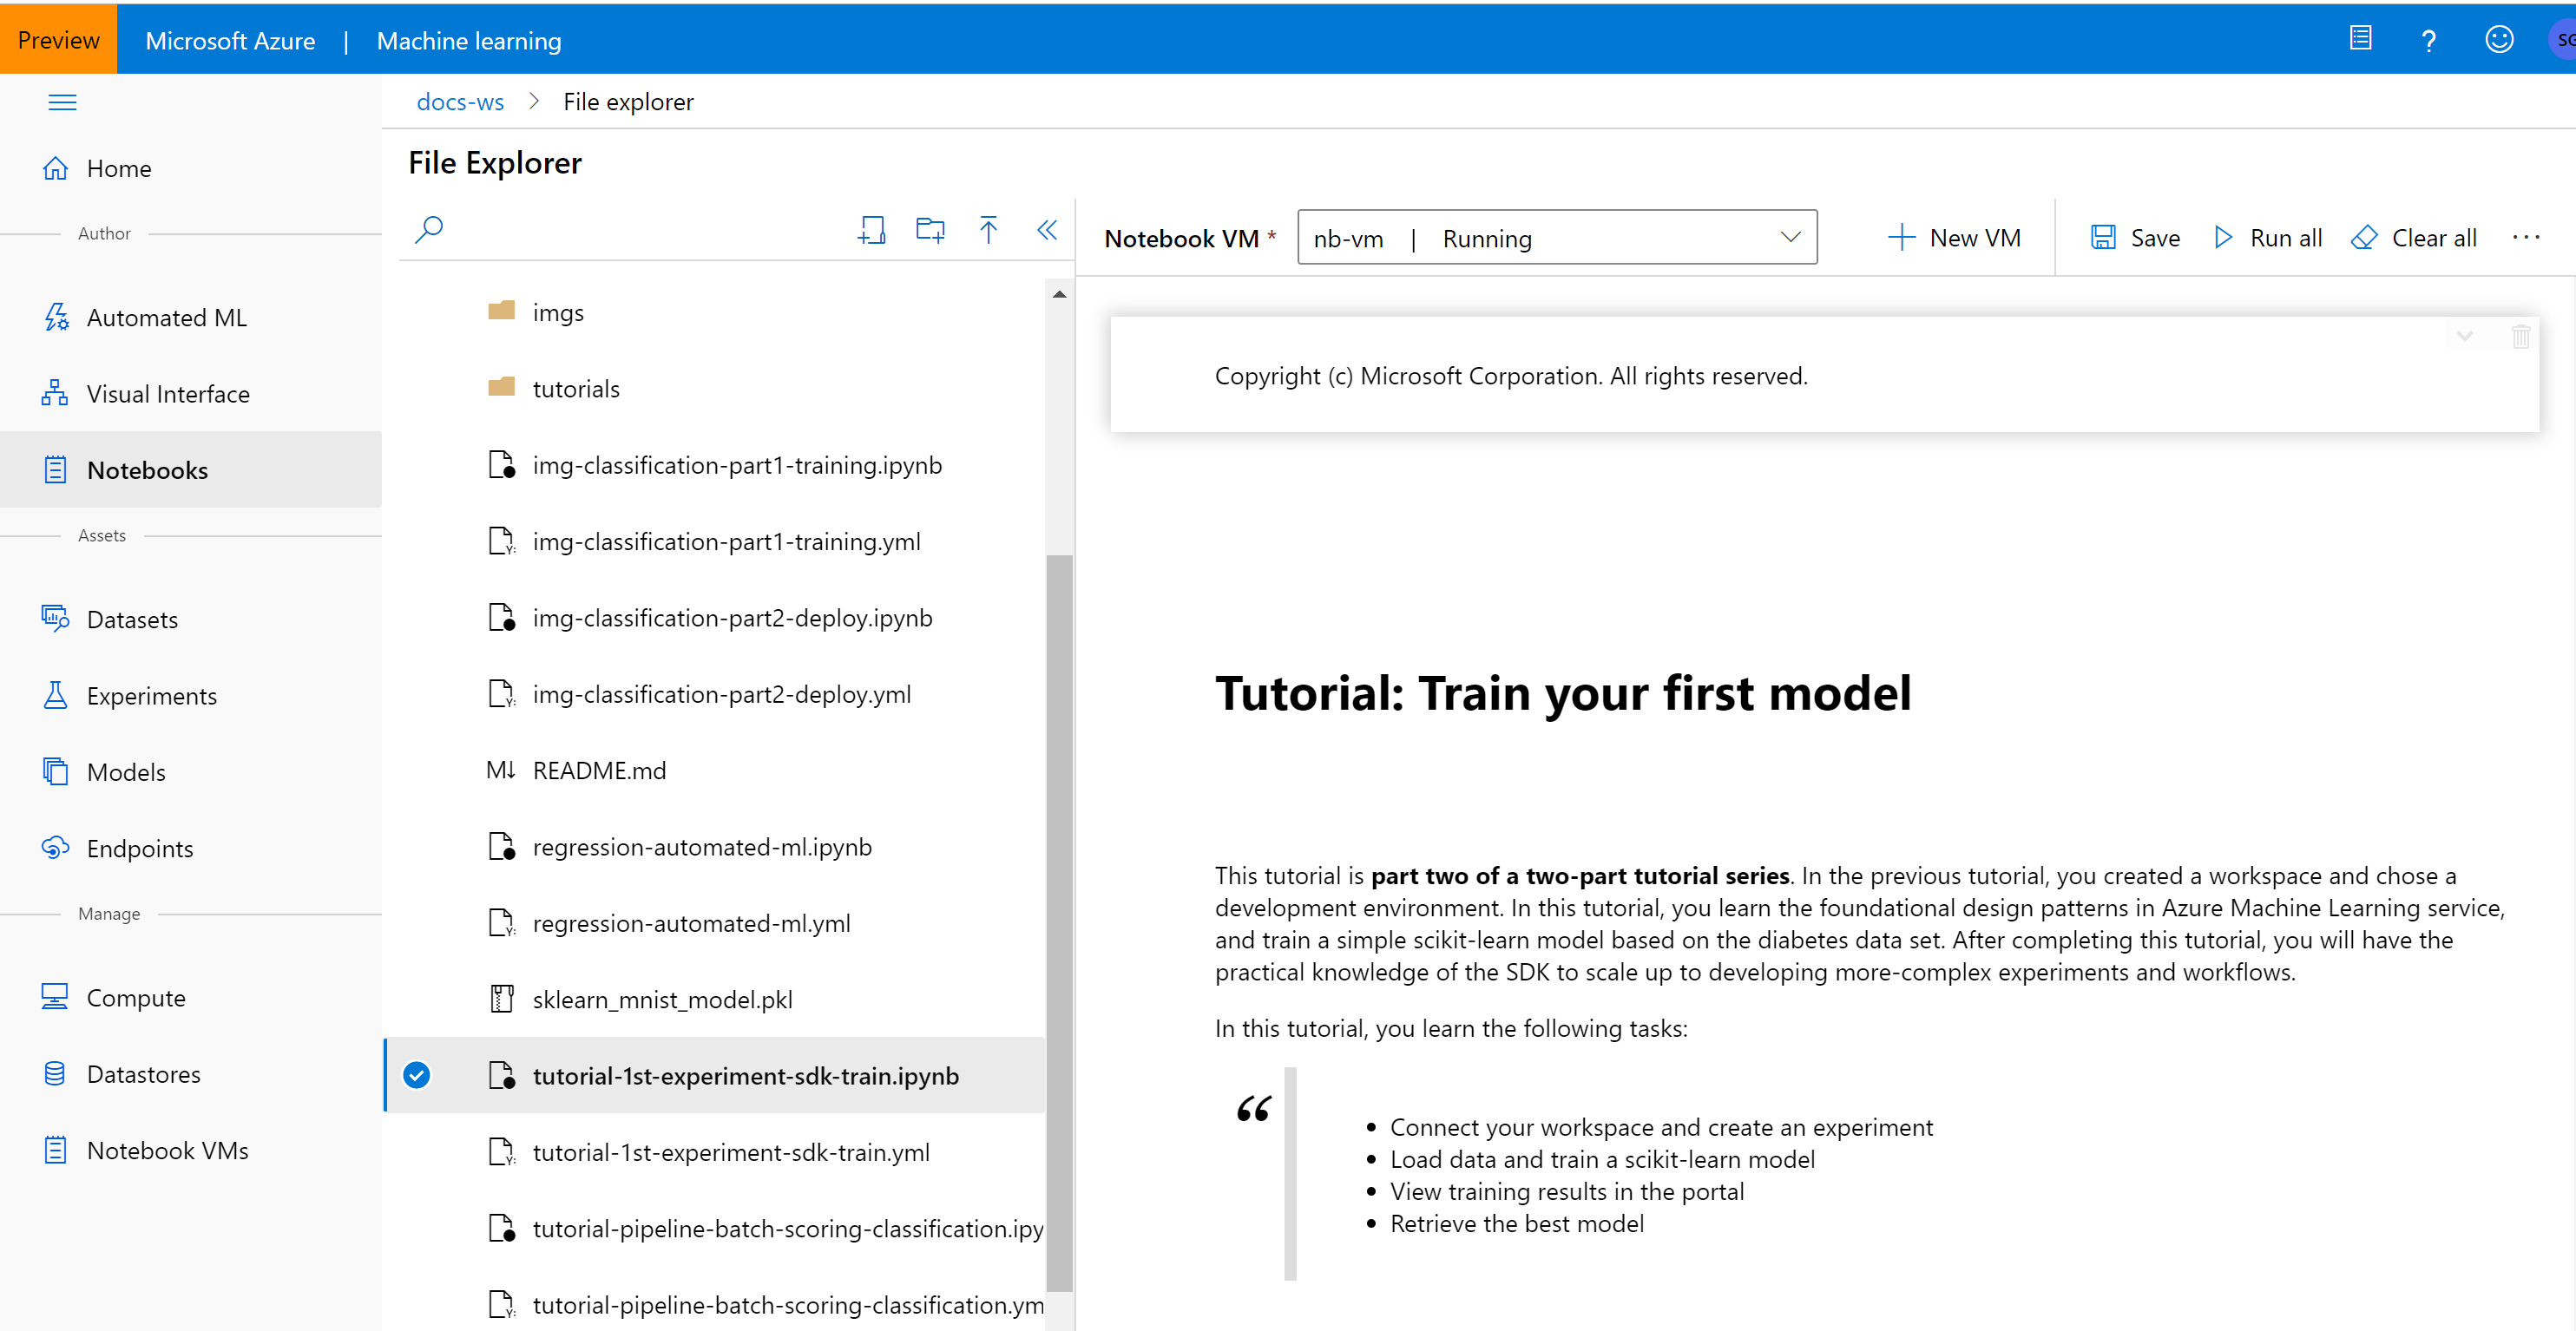 Preview Microsoft Azure | Machine learning ? SG
docs-ws > File explorer
File Explorer
Home
Author
Automated ML
Visual Interface
Notebooks
Assets
Datasets
Experiments
Models
Endpoints
Manage
Compute
Datastores
Notebook VMs
imgs
tutorials
img-classification-part1-training.ipynb
img-classification-part1-training.yml
img-classification-part2-deploy.ipynb
img-classification-part2-deploy.yml
M↓ README.md
regression-automated-ml.ipynb
regression-automated-ml.yml
sklearn_mnist_model.pkl
tutorial-1st-experiment-sdk-train.ipynb
tutorial-1st-experiment-sdk-train.yml
tutorial-pipeline-batch-scoring-classification.ipy
tutorial-pipeline-batch-scoring-classification.ym
Notebook VM * nb-vm | Running New VM Save Run all Clear all ...
Copyright (c) Microsoft Corporation. All rights reserved.
Tutorial: Train your first model
This tutorial is part two of a two-part tutorial series. In the previous tutorial, you created a workspace and chose a
development environment. In this tutorial, you learn the foundational design patterns in Azure Machine Learning service,
and train a simple scikit-learn model based on the diabetes data set. After completing this tutorial, you will have the
practical knowledge of the SDK to scale up to developing more-complex experiments and workflows.
In this tutorial, you learn the following tasks:
“
• Connect your workspace and create an experiment
• Load data and train a scikit-learn model
• View training results in the portal
• Retrieve the best model